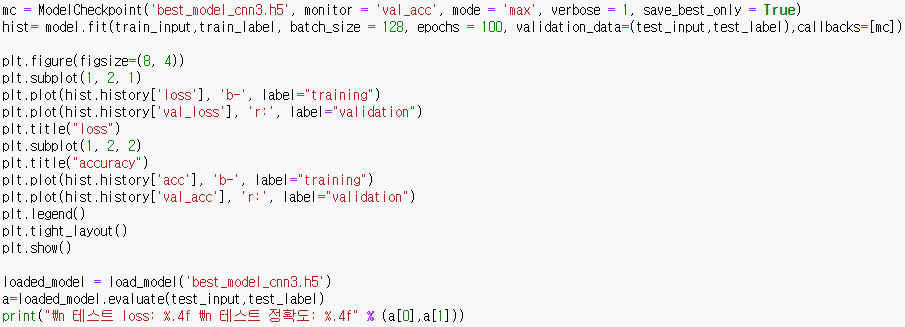 mc = ModelCheckpoint('best_model_cnn3.h5', monitor = 'val_acc', mode = 'max', verbose = 1, save_best_only = True)
hist= model.fit(train_input,train_label, batch_size = 128, epochs = 100, validation_data=(test_input,test_label),callbacks=[mc])

plt.figure(figsize=(8, 4))
plt.subplot(1, 2, 1)
plt.plot(hist.history['loss'], 'b-', label="training")
plt.plot(hist.history['val_loss'], 'r:', label="validation")
plt.title("loss")
plt.subplot(1, 2, 2)
plt.title("accuracy")
plt.plot(hist.history['acc'], 'b-', label="training")
plt.plot(hist.history['val_acc'], 'r:', label="validation")
plt.legend()
plt.tight_layout()
plt.show()

loaded_model = load_model('best_model_cnn3.h5')
a=loaded_model.evaluate(test_input,test_label)
print("₩n 테스트 loss: %.4f ₩n 테스트 정확도: %.4f" % (a[0],a[1]))